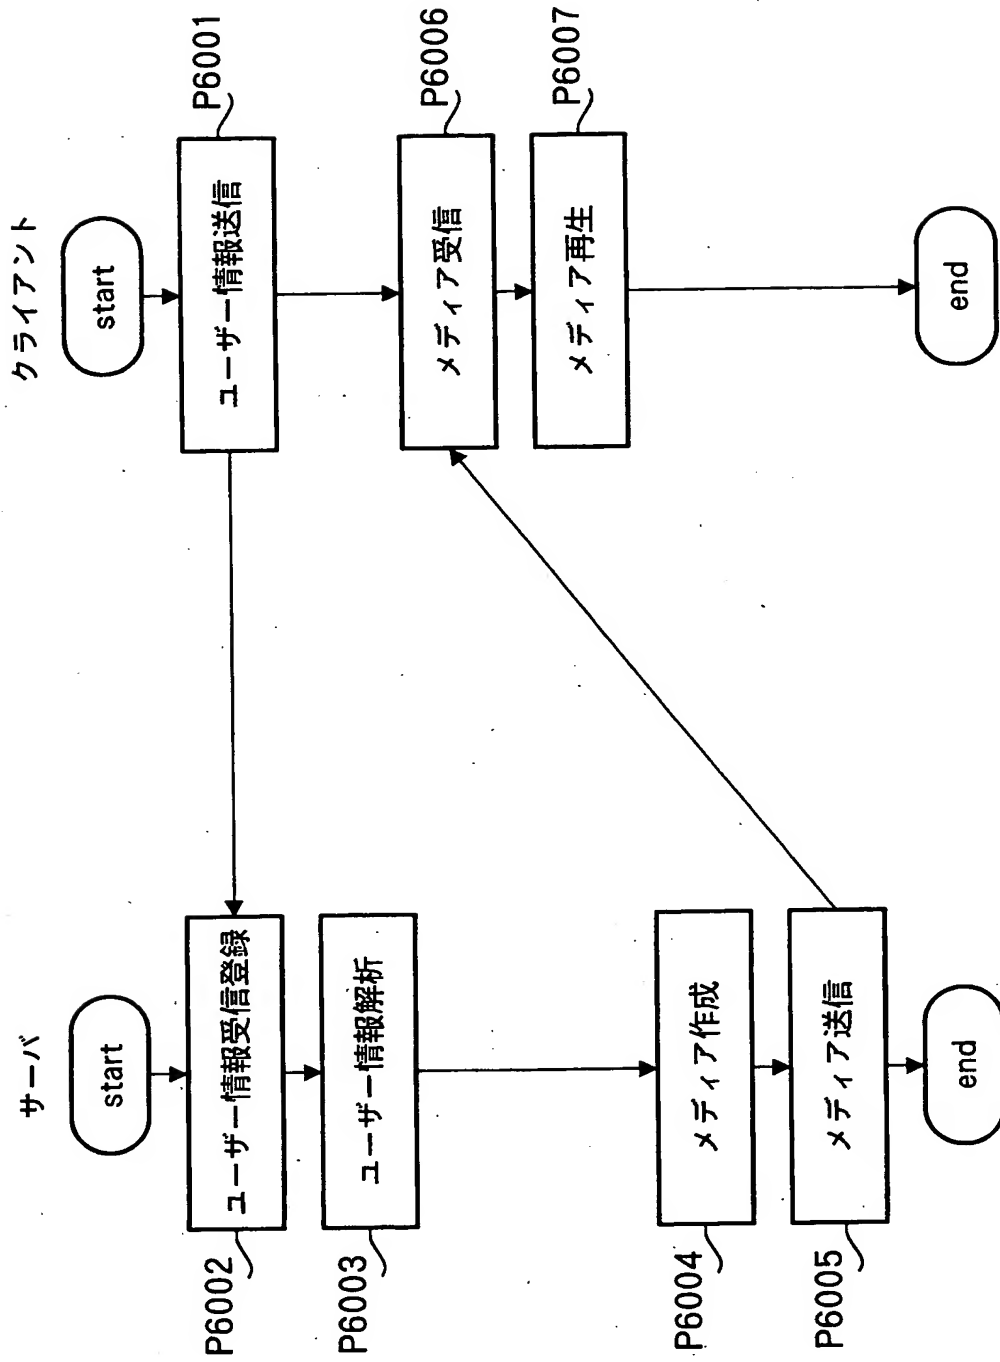 サーバ
クライアント
start
start
P6001
ユーザー情報送信
P6002
ユーザー情報受信登録
P6003
ユーザー情報解析
P6006
メディア受信
P6007
メディア再生
P6004
メディア作成
P6005
メディア送信
end
end